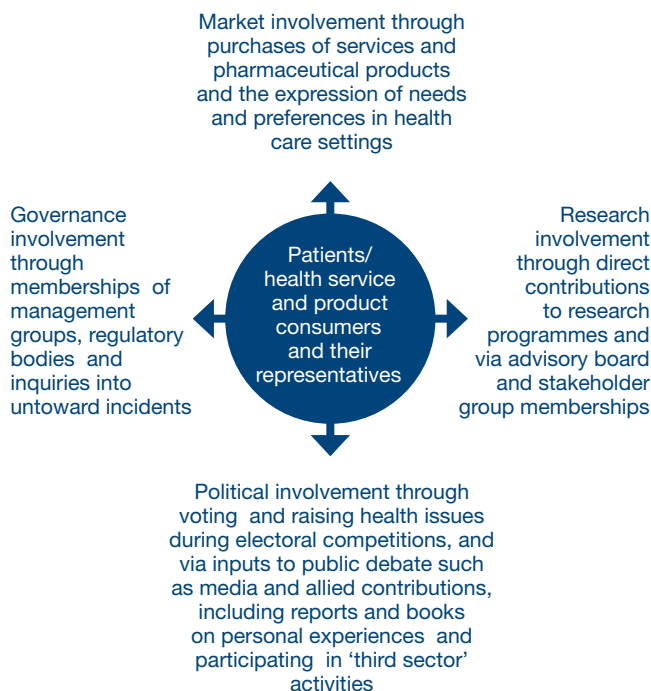 Market involvement through
purchases of services and
pharmaceutical products
and the expression of needs
and preferences in health
care settings
Governance
involvement
through
memberships of
management
groups, regulatory
bodies and
inquiries into
untoward incidents
Patients/
health service
and product
consumers
and their
representatives
Research
involvement
through direct
contributions
to research
programmes and
via advisory board
and stakeholder
group memberships
Political involvement through
voting and raising health issues
during electoral competitions, and
via inputs to public debate such
as media and allied contributions,
including reports and books
on personal experiences and
participating in ‘third sector’
activities